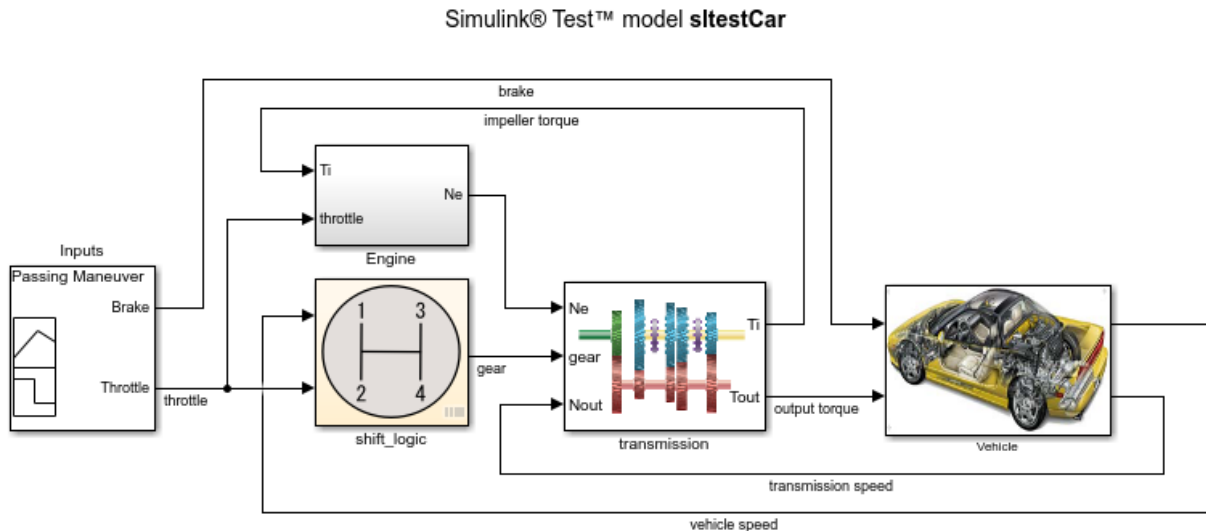 Simulink® Test™ model sltestCar
brake
impeller torque
Ti
Ne
throttle
Engine
Inputs
Passing Maneuver
Brake
Throttle
throttle
1 3
2 4
shift_logic
gear
Ne
gear
Nout
Ti
Tout
transmission
output torque
Vehicle
transmission speed
vehicle speed